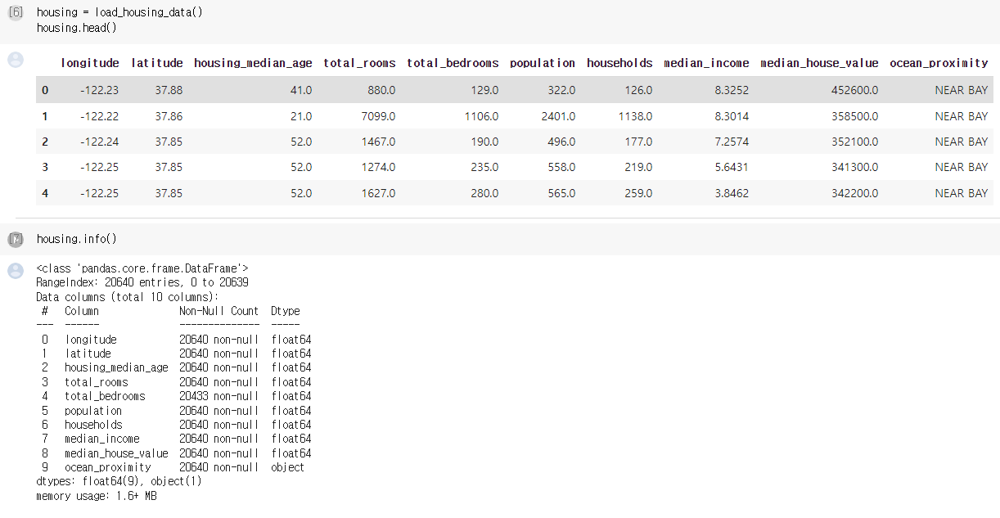 [6] housing = load_housing_data()
housing.head()
longitude latitude housing_median_age total_rooms total_bedrooms population households median_income median_house_value ocean_proximity
0 -122.23 37.88 41.0 880.0 129.0 322.0 126.0 8.3252 452600.0 NEAR BAY
1 -122.22 37.86 21.0 7099.0 1106.0 2401.0 1138.0 8.3014 358500.0 NEAR BAY
2 -122.24 37.85 52.0 1467.0 190.0 496.0 177.0 7.2574 352100.0 NEAR BAY
3 -122.25 37.85 52.0 1274.0 235.0 558.0 219.0 5.6431 341300.0 NEAR BAY
4 -122.25 37.85 52.0 1627.0 280.0 565.0 259.0 3.8462 342200.0 NEAR BAY
[7] housing.info()
<class 'pandas.core.frame.DataFrame'>
RangeIndex: 20640 entries, 0 to 20639
Data columns (total 10 columns):
# Column Non-Null Count Dtype
--- ------ -------------- -----
0 longitude 20640 non-null float64
1 latitude 20640 non-null float64
2 housing_median_age 20640 non-null float64
3 total_rooms 20640 non-null float64
4 total_bedrooms 20433 non-null float64
5 population 20640 non-null float64
6 households 20640 non-null float64
7 median_income 20640 non-null float64
8 median_house_value 20640 non-null float64
9 ocean_proximity 20640 non-null object
dtypes: float64(9), object(1)
memory usage: 1.6+ MB